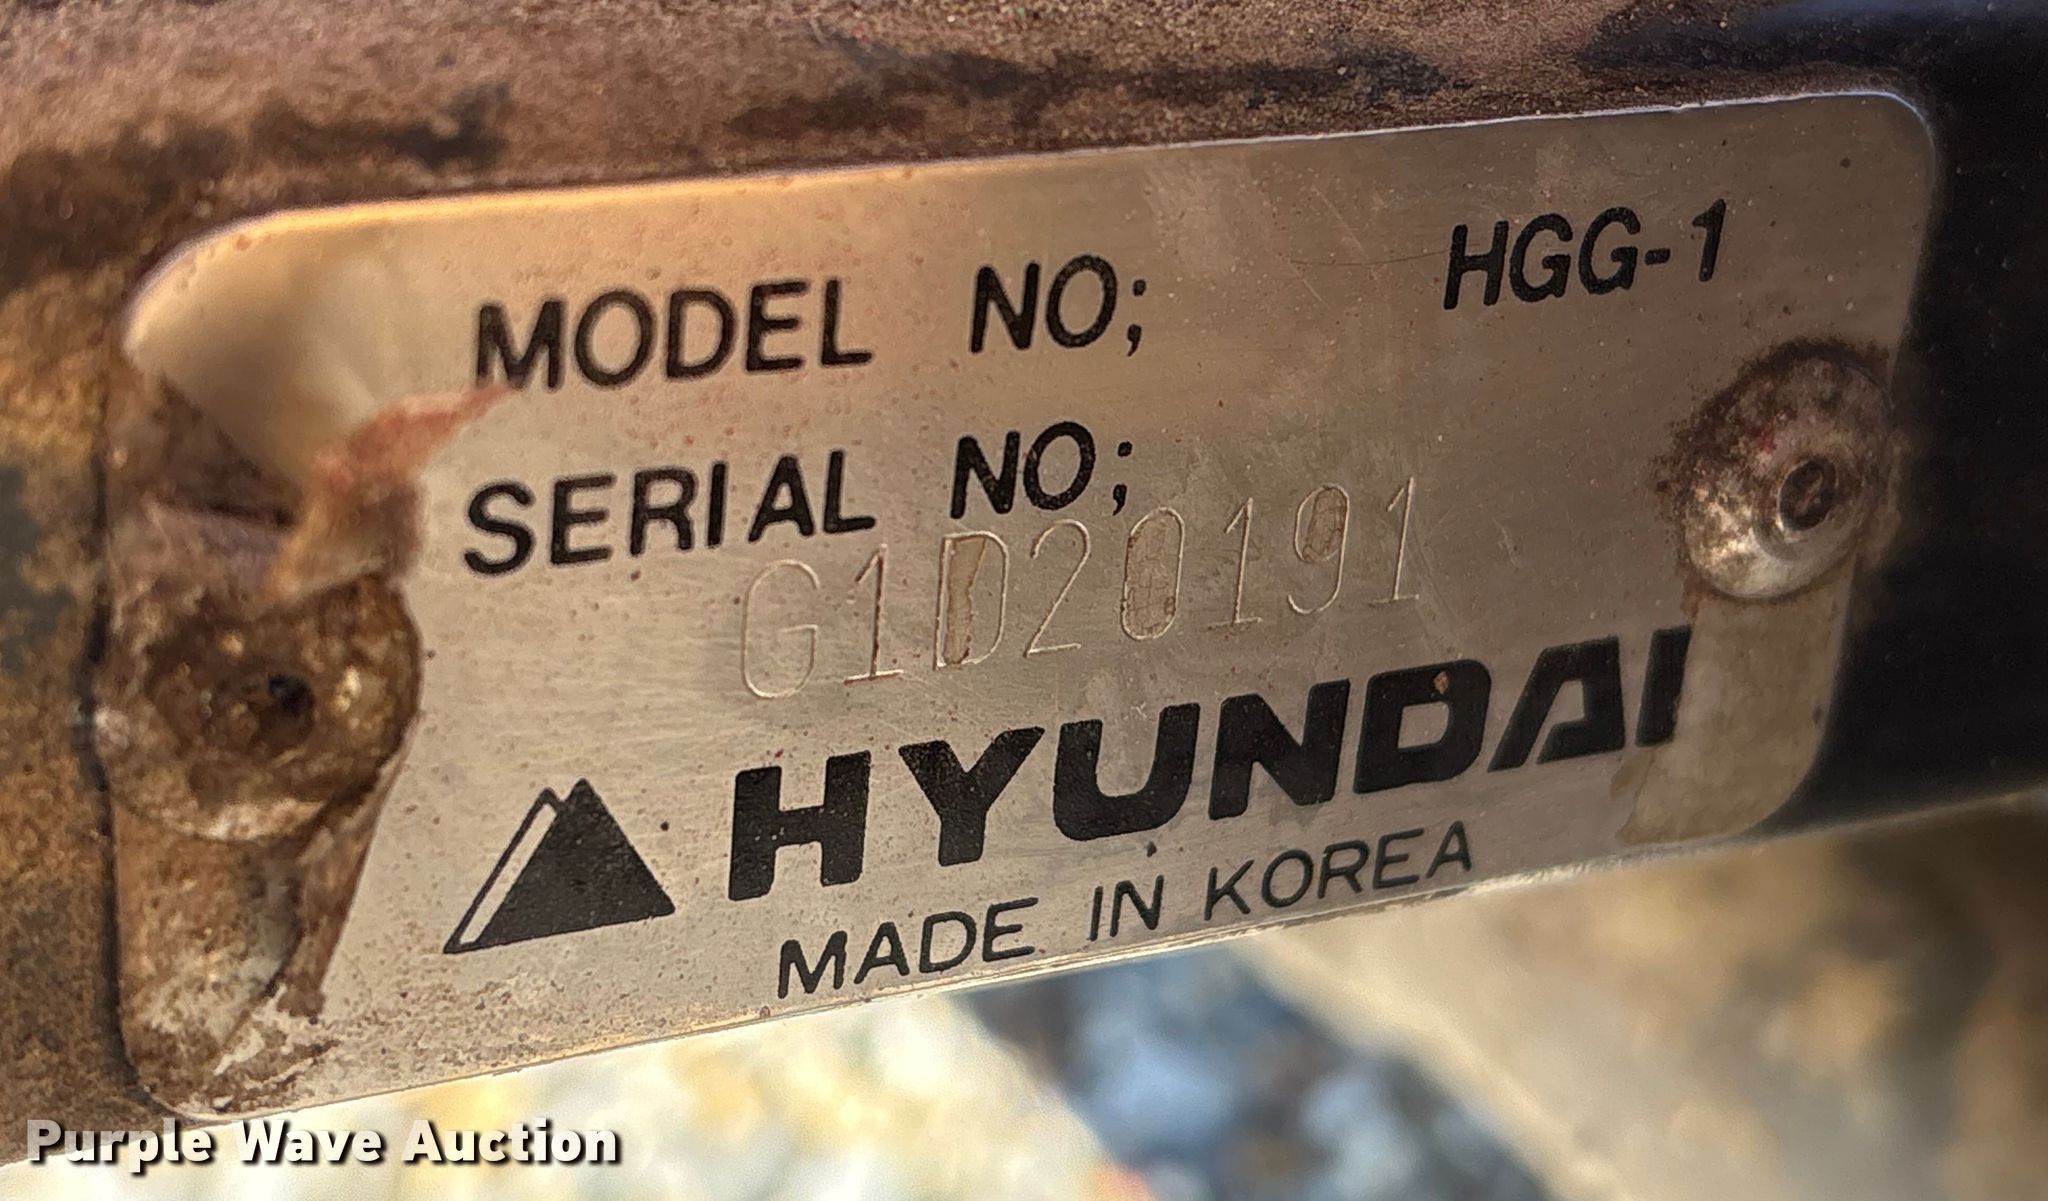 MODEL NO; HGG-1
SERIAL NO;
G1D20191
HYUNDAI
MADE IN KOREA
Purple Wave Auction